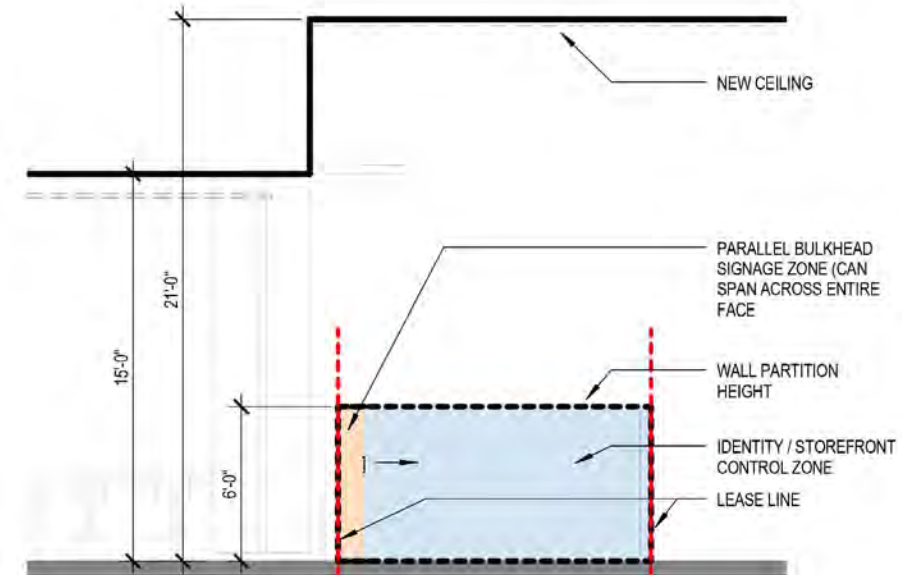 NEW CEILING
PARALLEL BULKHEAD
SIGNAGE ZONE (CAN
SPAN ACROSS ENTIRE
FACE
21'-0"
15'-0"
WALL PARTITION
HEIGHT
IDENTITY / STOREFRONT
CONTROL ZONE
6'-0"
LEASE LINE